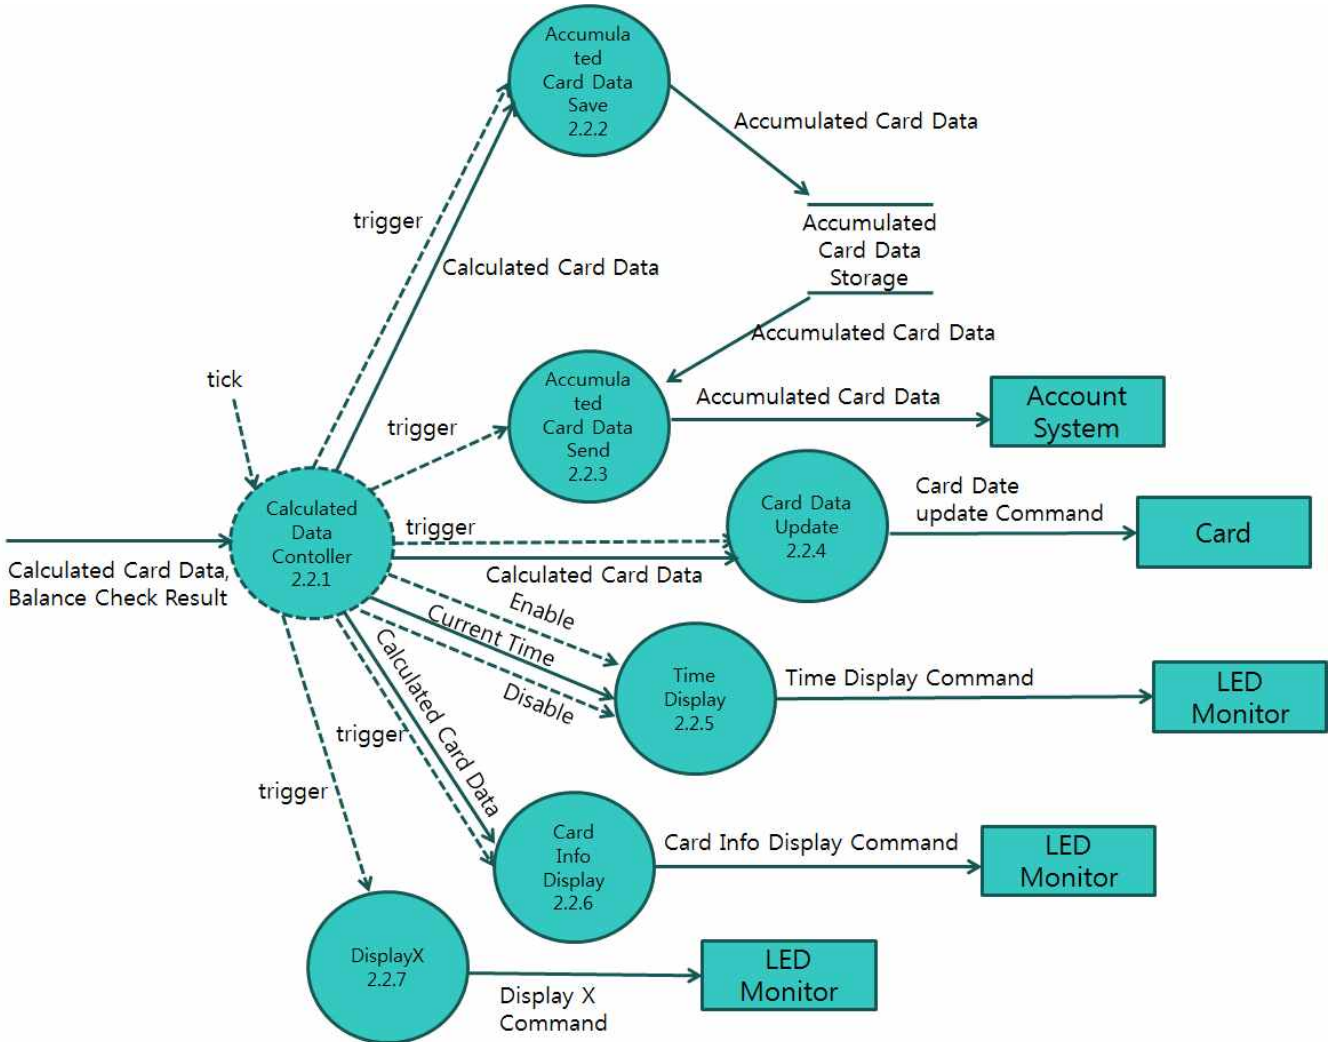 Accumula
ted
Card Data
Save
2.2.2
Accumulated Card Data
trigger
Calculated Card Data
Accumulated
Card Data
Storage
Accumulated Card Data
tick
trigger
Accumula
ted
Card Data
Send
2.2.3
Accumulated Card Data
Account
System
Calculated
Data
Contoller
2.2.1
Calculated Card Data,
Balance Check Result
trigger
Calculated Card Data
Card Data
Update
2.2.4
Card Date
update Command
Card
Enable
Current Time
Disable
Time
Display
2.2.5
Time Display Command
LED
Monitor
Calculated Card Data
trigger
Card
Info
Display
2.2.6
Card Info Display Command
LED
Monitor
trigger
DisplayX
2.2.7
Display X
Command
LED
Monitor